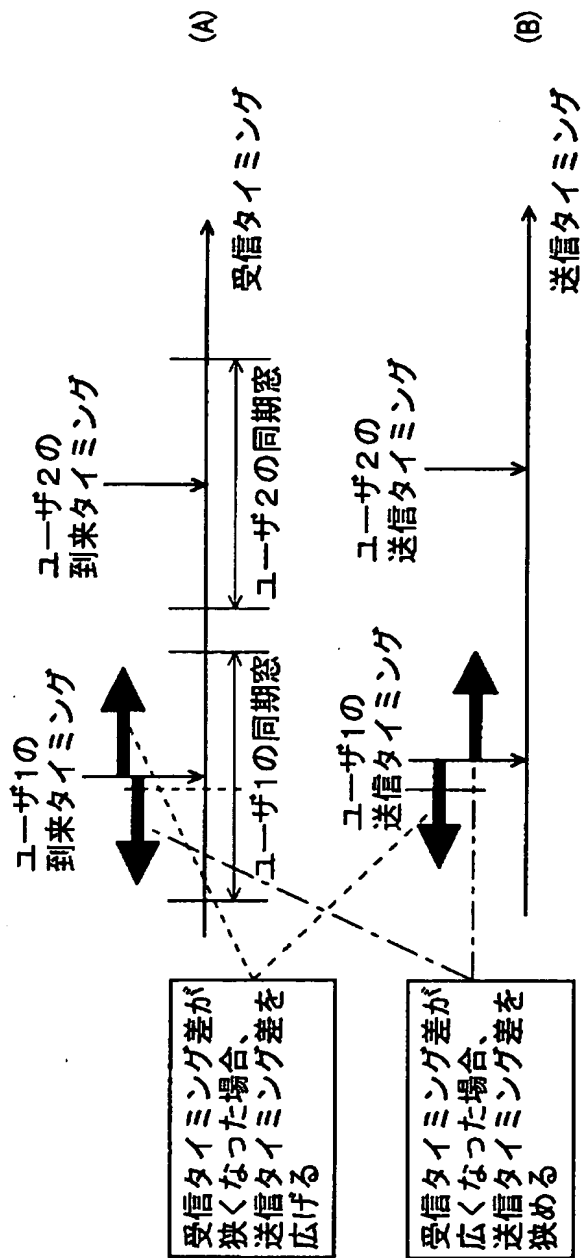 (A)
ユーザ1の
到来タイミング
ユーザ2の
到来タイミング
受信タイミング
ユーザ1の同期窓
ユーザ2の同期窓
受信タイミング差が
狭くなった場合、
送信タイミング差を
広げる
(B)
ユーザ1の
送信タイミング
ユーザ2の
送信タイミング
送信タイミング
受信タイミング差が
広くなった場合、
送信タイミング差を
狭める